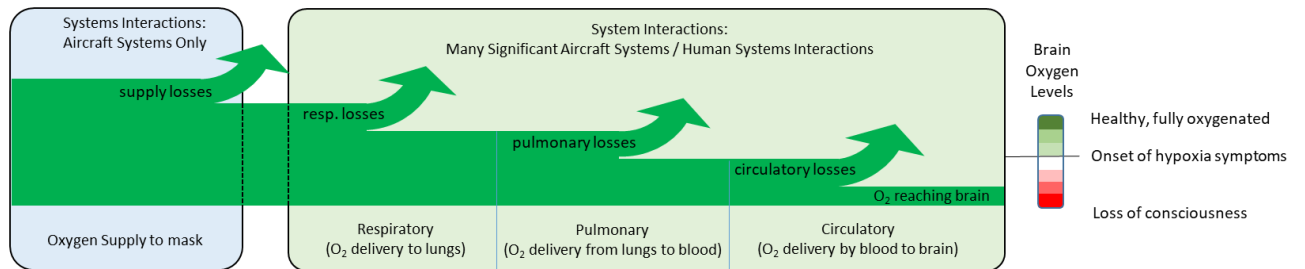 Systems Interactions:
Aircraft Systems Only
supply losses
Oxygen Supply to mask
System Interactions:
Many Significant Aircraft Systems / Human Systems Interactions
resp. losses
pulmonary losses
circulatory losses
O₂ reaching brain
Respiratory
(O₂ delivery to lungs)
Pulmonary
(O₂ delivery from lungs to blood)
Circulatory
(O₂ delivery by blood to brain)
Brain
Oxygen
Levels
Healthy, fully oxygenated
Onset of hypoxia symptoms
Loss of consciousness